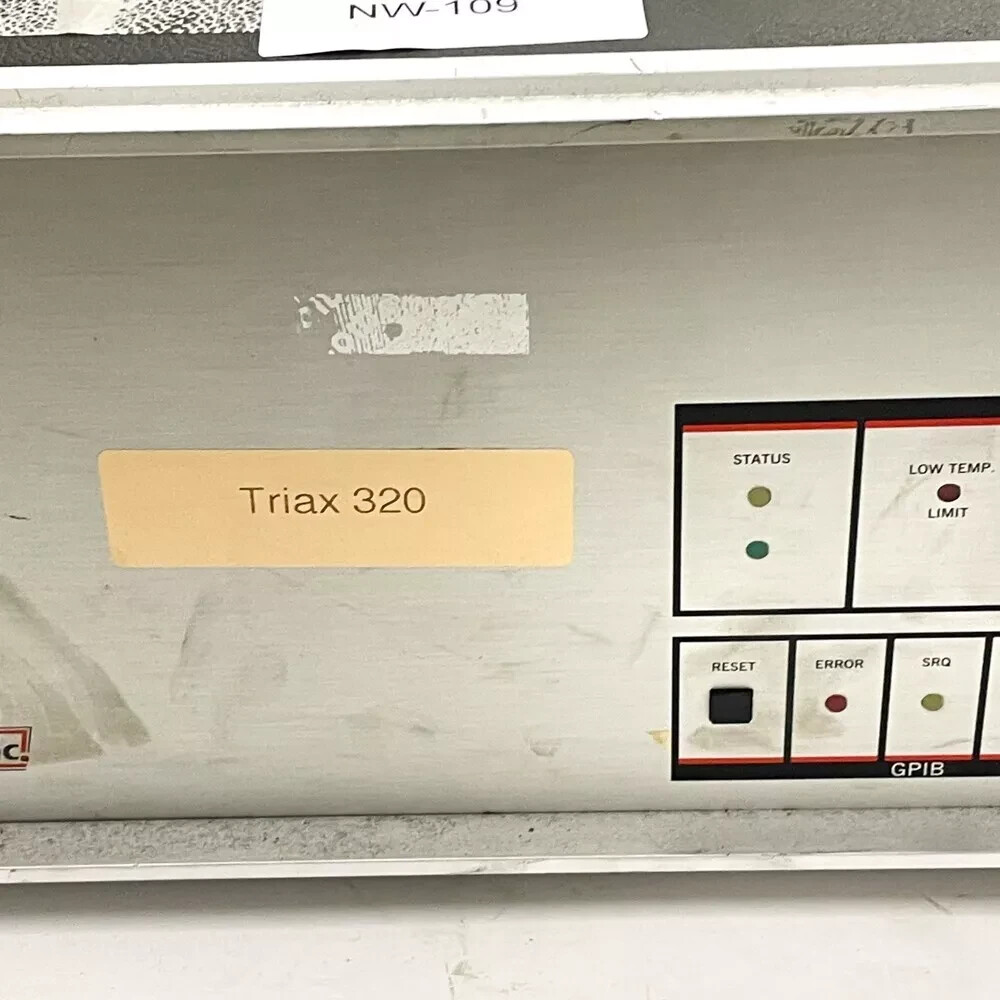 NW-109
Triax 320
STATUS
LOW TEMP.
LIMIT
RESET
ERROR
SRQ
GPIB